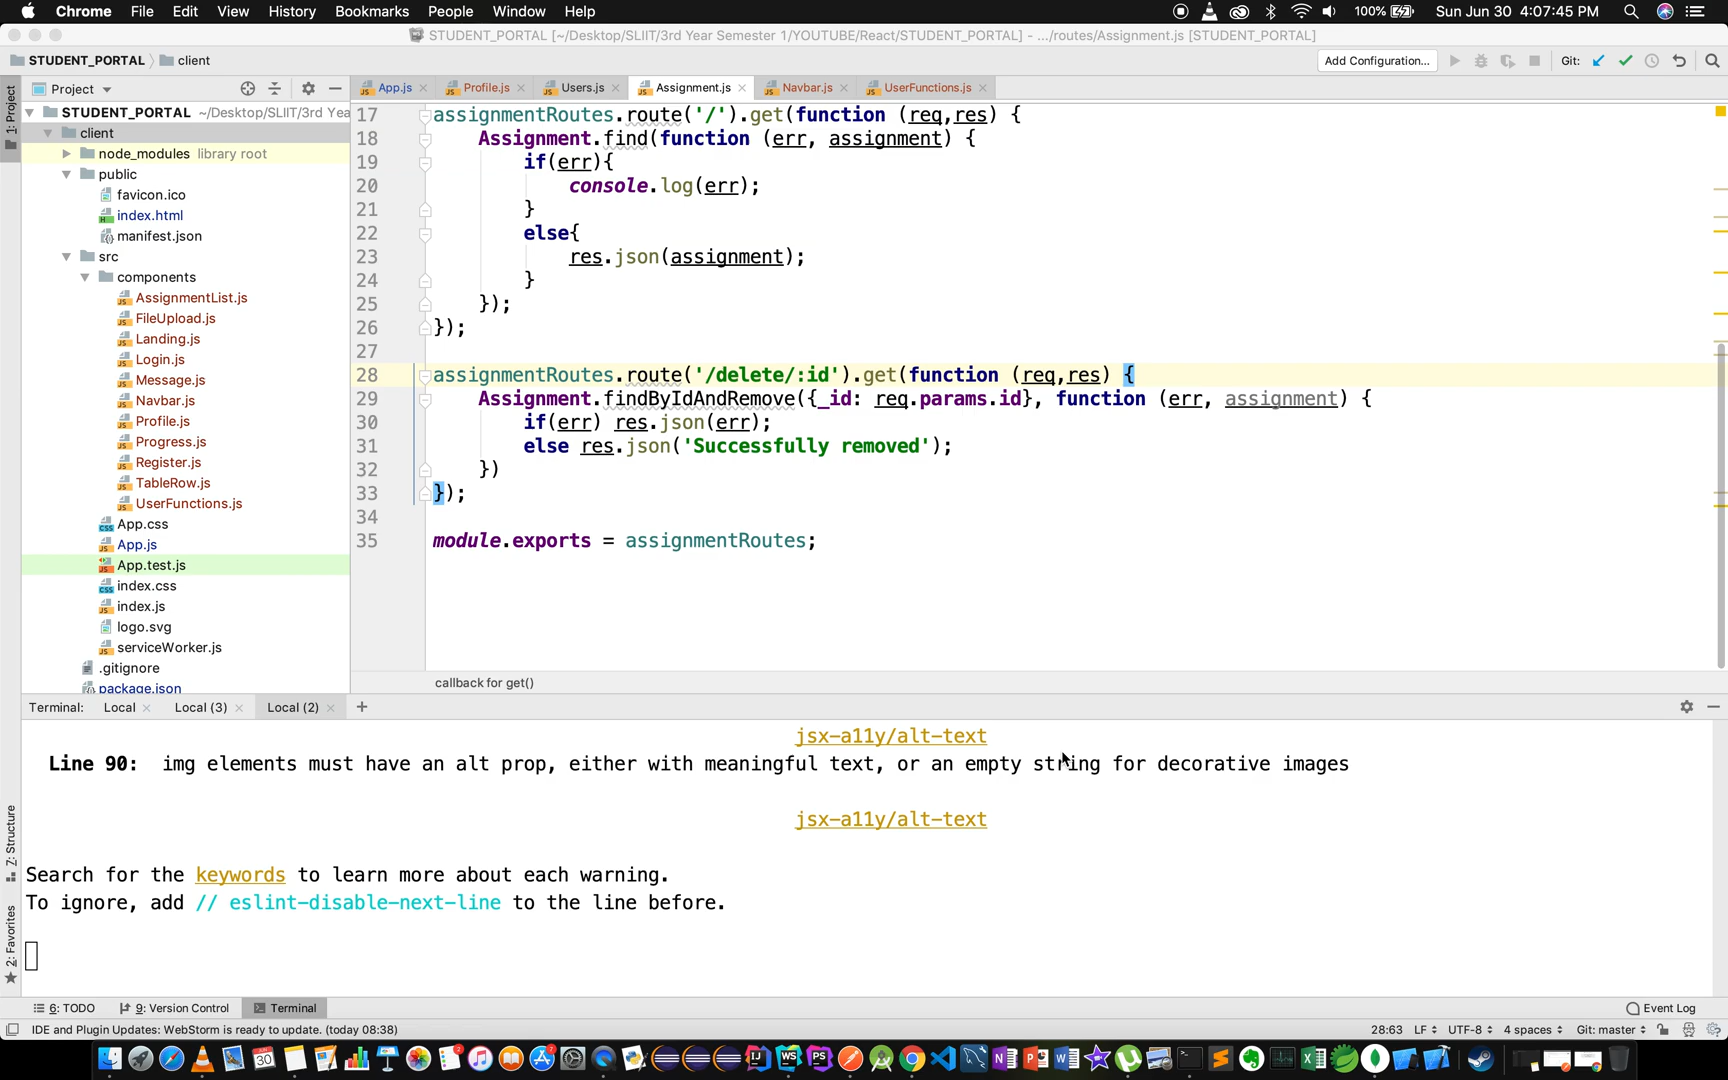 Chrome File Edit View History Bookmarks People Window Help 100% Sun Jun 30 4:07:45 PM
STUDENT_PORTAL [~/Desktop/SLIIT/3rd Year Semester 1/YOUTUBE/React/STUDENT_PORTAL] - .../routes/Assignment.js [STUDENT_PORTAL]
STUDENT_PORTAL client Add Configuration... Git:
Project App.js Profile.js Users.js Assignment.js Navbar.js UserFunctions.js
1: Project
STUDENT_PORTAL ~/Desktop/SLIIT/3rd Yea
client
node_modules library root
public
favicon.ico
index.html
manifest.json
src
components
AssignmentList.js
FileUpload.js
Landing.js
Login.js
Message.js
Navbar.js
Profile.js
Progress.js
Register.js
TableRow.js
UserFunctions.js
App.css
App.js
App.test.js
index.css
index.js
logo.svg
serviceWorker.js
.gitignore
package.json
17 assignmentRoutes.route('/').get(function (req,res) {
18 Assignment.find(function (err, assignment) {
19 if(err){
20 console.log(err);
21 }
22 else{
23 res.json(assignment);
24 }
25 });
26 });
27
28 assignmentRoutes.route('/delete/:id').get(function (req,res) {
29 Assignment.findByIdAndRemove({_id: req.params.id}, function (err, assignment) {
30 if(err) res.json(err);
31 else res.json('Successfully removed');
32 })
33 });
34
35 module.exports = assignmentRoutes;
callback for get()
Terminal: Local Local (3) Local (2) +
jsx-a11y/alt-text
Line 90: img elements must have an alt prop, either with meaningful text, or an empty string for decorative images
jsx-a11y/alt-text
Search for the keywords to learn more about each warning.
To ignore, add // eslint-disable-next-line to the line before.
Z: Structure
2: Favorites
6: TODO 9: Version Control Terminal Event Log
IDE and Plugin Updates: WebStorm is ready to update. (today 08:38) 28:63 LF UTF-8 4 spaces Git: master